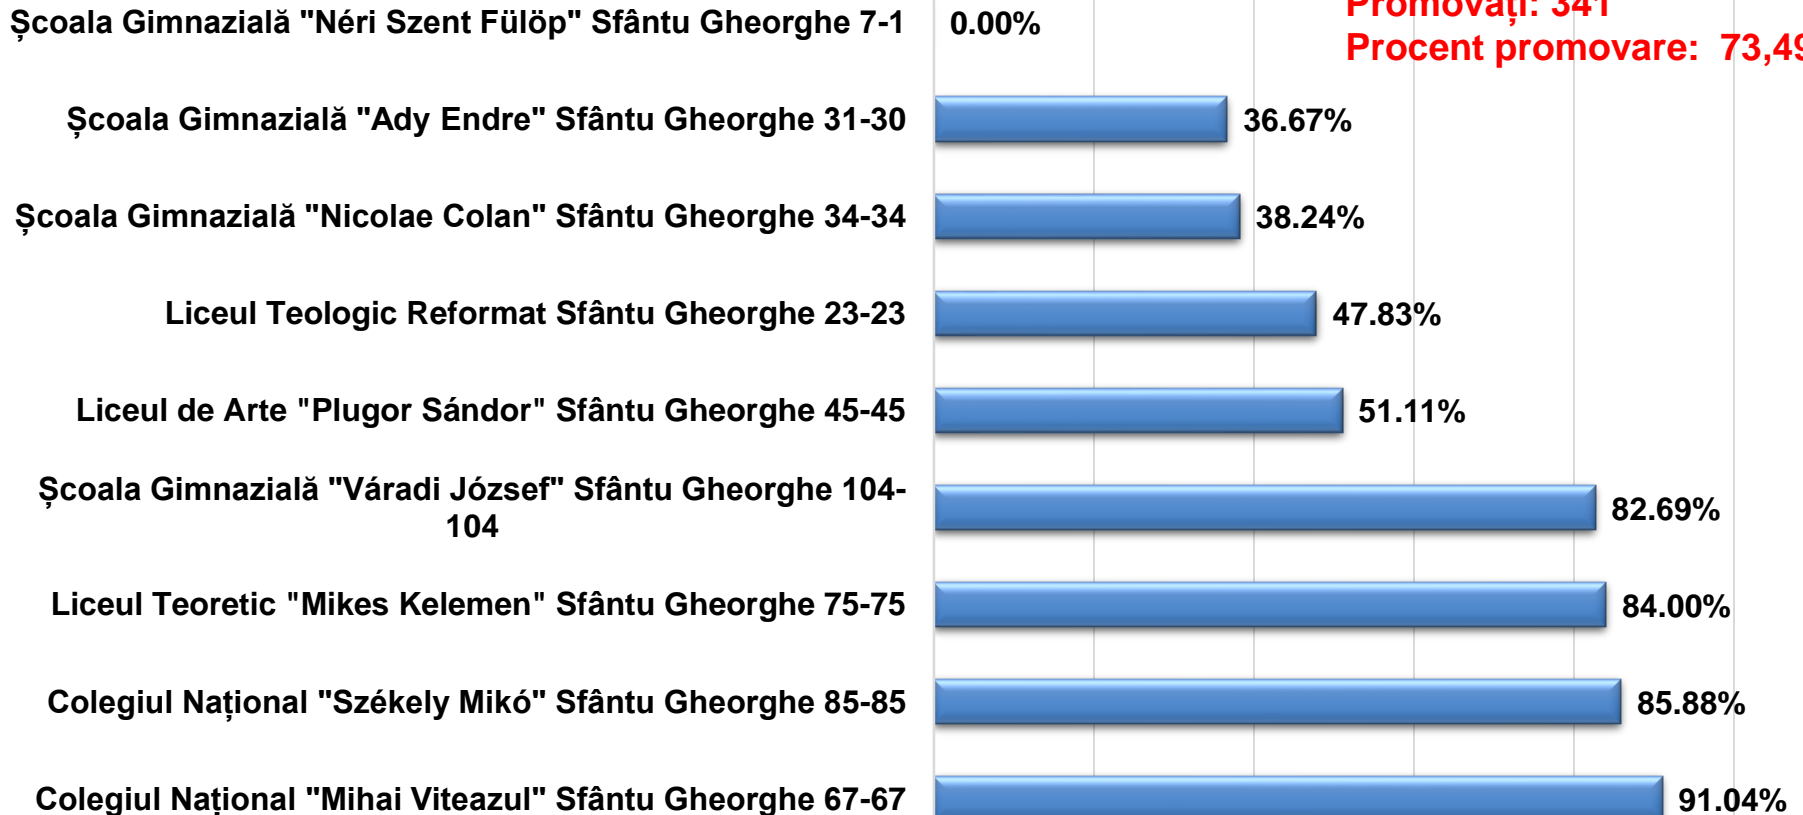 Promovați: 341
Procent promovare: 73,49
Școala Gimnazială "Néri Szent Fülöp" Sfântu Gheorghe 7-1 0.00%
Școala Gimnazială "Ady Endre" Sfântu Gheorghe 31-30 36.67%
Școala Gimnazială "Nicolae Colan" Sfântu Gheorghe 34-34 38.24%
Liceul Teologic Reformat Sfântu Gheorghe 23-23 47.83%
Liceul de Arte "Plugor Sándor" Sfântu Gheorghe 45-45 51.11%
Școala Gimnazială "Váradi József" Sfântu Gheorghe 104-
104 82.69%
Liceul Teoretic "Mikes Kelemen" Sfântu Gheorghe 75-75 84.00%
Colegiul Național "Székely Mikó" Sfântu Gheorghe 85-85 85.88%
Colegiul Național "Mihai Viteazul" Sfântu Gheorghe 67-67 91.04%